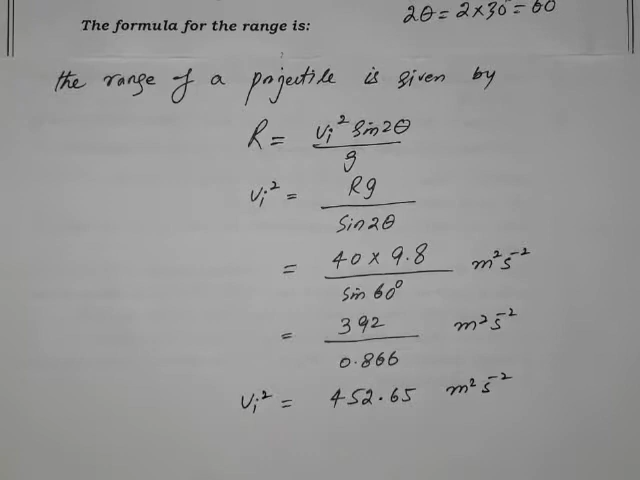 2θ = 2 × 30 = 60
The formula for the range is:
the range of a projectile is given by
R = vi² Sin2θ / g
vi² = Rg / Sin2θ
= 40 × 9.8 / Sin 60° m²s⁻²
= 392 / 0.866 m²s⁻²
vi² = 452.65 m²s⁻²